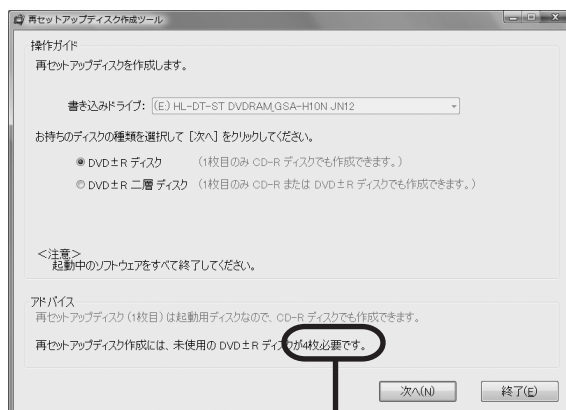 再セットアップディスク作成ツール
操作ガイド
再セットアップディスクを作成します。
書き込みドライブ: (E:) HL-DT-ST DVDRAM_GSA-H10N JN12
お持ちのディスクの種類を選択して [次へ] をクリックしてください。
DVD±R ディスク (1枚目のみ CD-R ディスクでも作成できます。)
DVD±R 二層 ディスク (1枚目のみ CD-R または DVD±R ディスクでも作成できます。)
<注意>
起動中のソフトウェアをすべて終了してください。
アドバイス
再セットアップディスク (1枚目) は起動用ディスクなので、CD-R ディスクでも作成できます。
再セットアップディスク作成には、未使用の DVD±R ディスクが4枚必要です。
次へ(N) 終了(E)